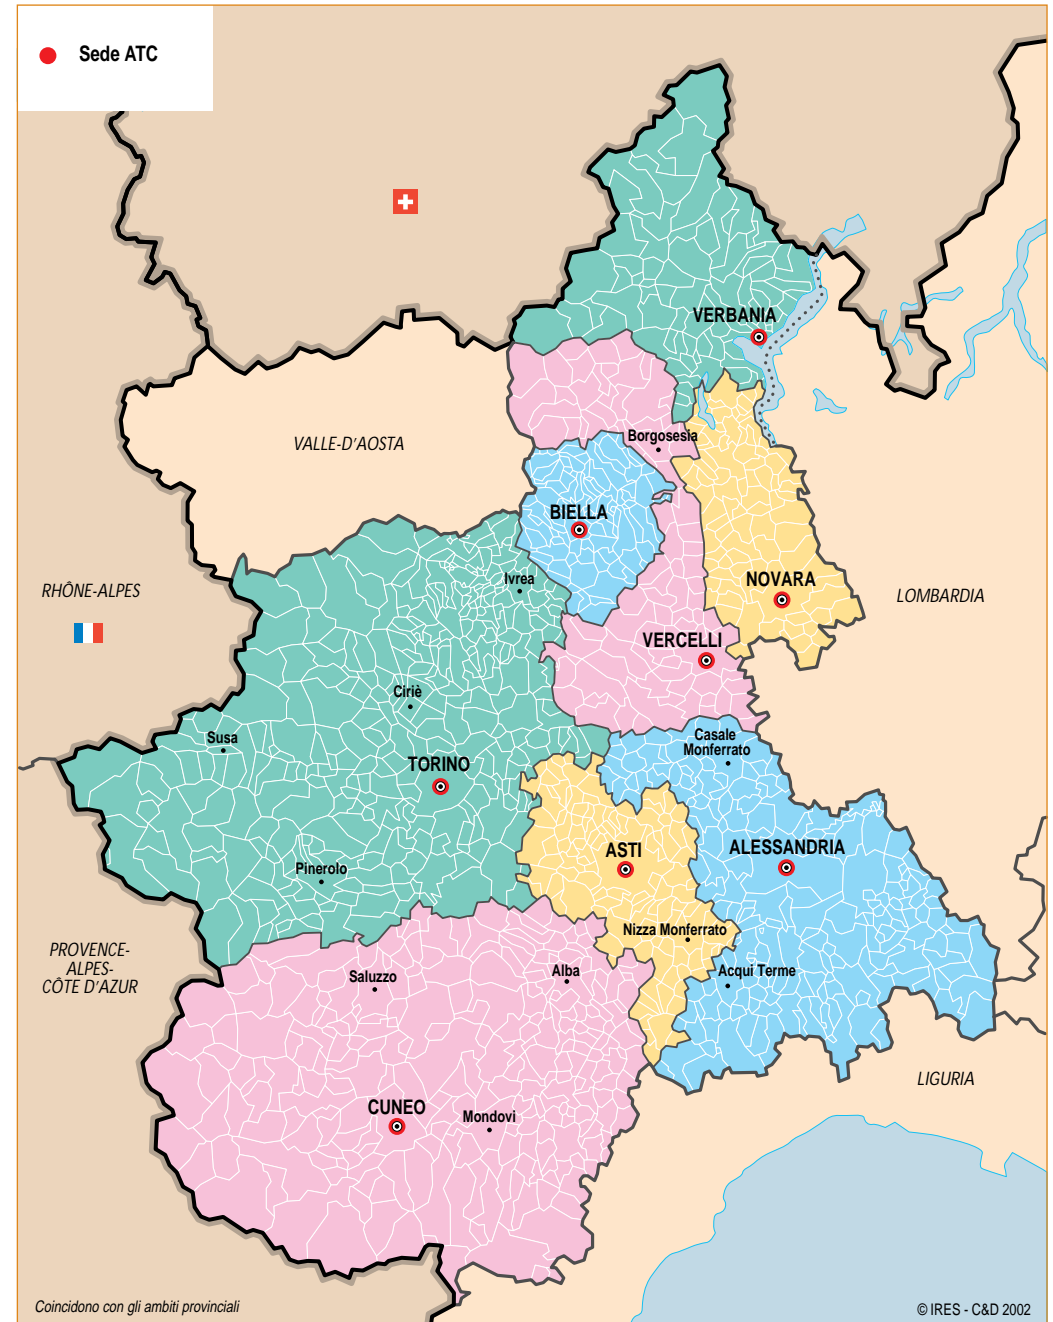 Sede ATC
VERBANIA
VALLE-D'AOSTA
Borgosesia
BIELLA
Ivrea
NOVARA
RHÔNE-ALPES
LOMBARDIA
VERCELLI
Ciriè
Susa
Casale
Monferrato
TORINO
ASTI
ALESSANDRIA
Pinerolo
Nizza Monferrato
PROVENCE-
ALPES-
CÔTE D'AZUR
Saluzzo
Alba
Acqui Terme
LIGURIA
CUNEO
Mondovi
Coincidono con gli ambiti provinciali
© IRES - C&D 2002